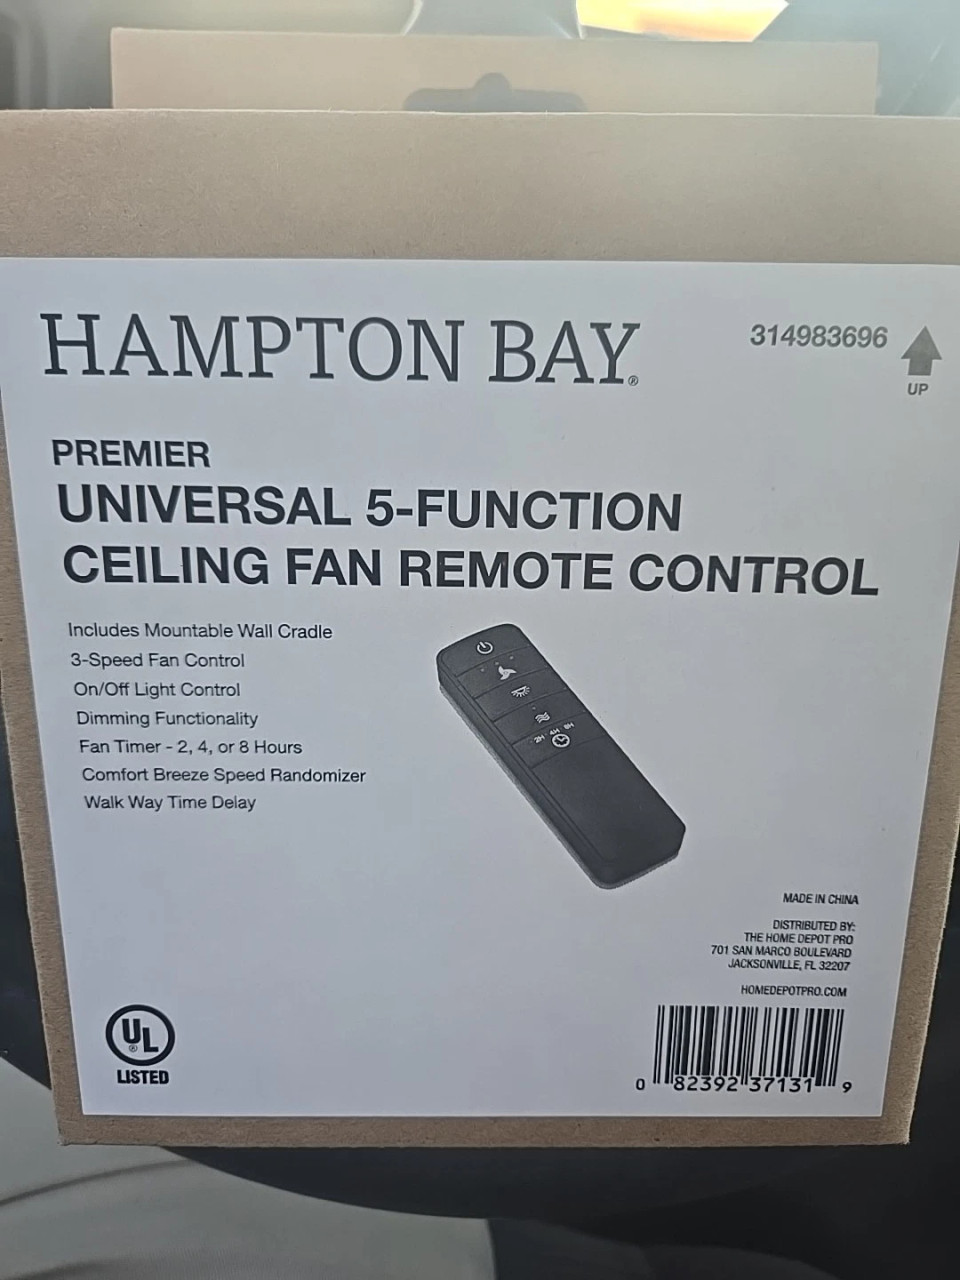 HAMPTON BAY®
314983696
UP
PREMIER
UNIVERSAL 5-FUNCTION
CEILING FAN REMOTE CONTROL
Includes Mountable Wall Cradle
3-Speed Fan Control
On/Off Light Control
Dimming Functionality
Fan Timer - 2, 4, or 8 Hours
Comfort Breeze Speed Randomizer
Walk Way Time Delay
2H 4H 8H
MADE IN CHINA
DISTRIBUTED BY:
THE HOME DEPOT PRO
701 SAN MARCO BOULEVARD
JACKSONVILLE, FL 32207
HOMEDEPOTPRO.COM
UL®
LISTED
0 82392 37131 9